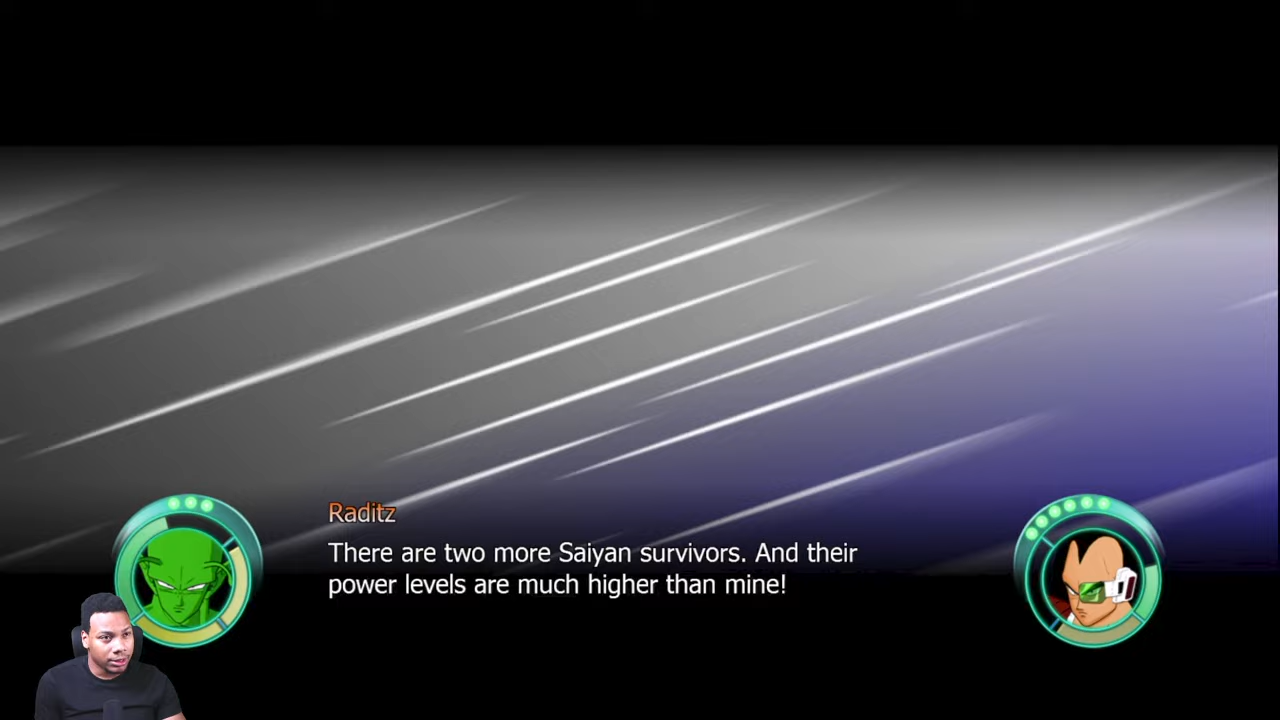 Raditz
There are two more Saiyan survivors. And their
power levels are much higher than mine!